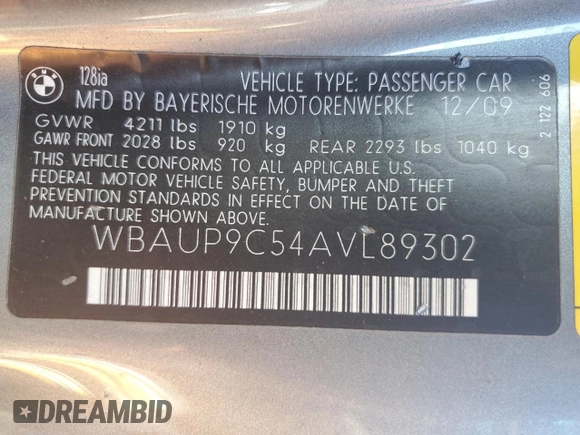 BMW
128ia
VEHICLE TYPE: PASSENGER CAR
MFD BY BAYERISCHE MOTORENWERKE 12/09
GVWR 4211 lbs 1910 kg
GAWR FRONT 2028 lbs 920 kg REAR 2293 lbs 1040 kg
THIS VEHICLE CONFORMS TO ALL APPLICABLE U.S.
FEDERAL MOTOR VEHICLE SAFETY, BUMPER AND THEFT
PREVENTION STANDARDS IN EFFECT ON THE DATE OF
MANUFACTURE SHOWN ABOVE.
WBAUP9C54AVL89302
2 122 606
DREAMBID